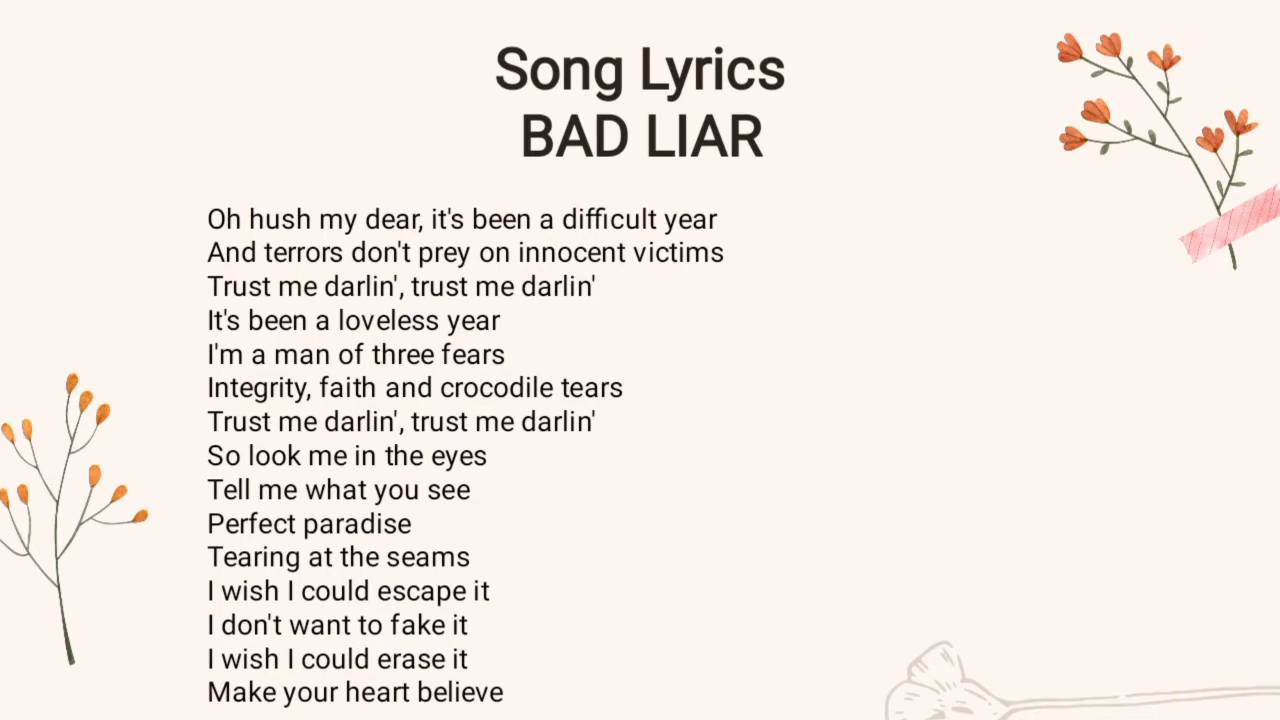 Song Lyrics
BAD LIAR
Oh hush my dear, it's been a difficult year
And terrors don't prey on innocent victims
Trust me darlin', trust me darlin'
It's been a loveless year
I'm a man of three fears
Integrity, faith and crocodile tears
Trust me darlin', trust me darlin'
So look me in the eyes
Tell me what you see
Perfect paradise
Tearing at the seams
I wish I could escape it
I don't want to fake it
I wish I could erase it
Make your heart believe